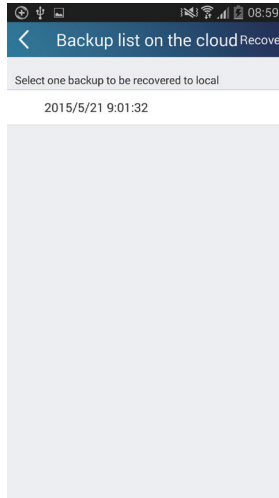 08:59
Backup list on the cloud Recove
Select one backup to be recovered to local
2015/5/21 9:01:32